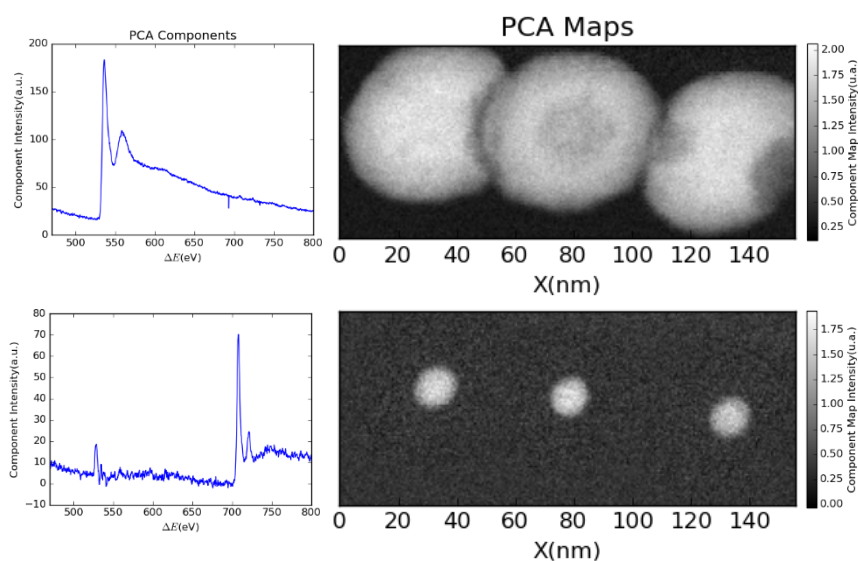 PCA Components
PCA Maps
200
150
100
50
0
Component Intensity(a.u.)
500 550 600 650 700 750 800
ΔE(eV)
0 20 40 60 80 100 120 140
X(nm)
2.00
1.75
1.50
1.25
1.00
0.75
0.50
0.25
Component Map Intensity(u.a.)
80
70
60
50
40
30
20
10
0
−10
Component Intensity(a.u.)
500 550 600 650 700 750 800
ΔE(eV)
0 20 40 60 80 100 120 140
X(nm)
1.75
1.50
1.25
1.00
0.75
0.50
0.25
0.00
Component Map Intensity(u.a.)